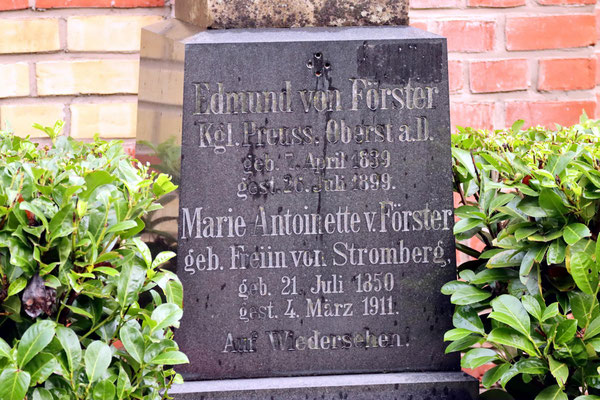 Edmund von Förster
Kgl. Preuss. Oberst a.D.
geb. 7. April 1839
gest. 26. Juli 1899.
Marie Antoinette v. Förster
geb. Freiin von Stromberg,
geb. 21. Juli 1850
gest. 4. März 1911.
Auf Wiedersehen!